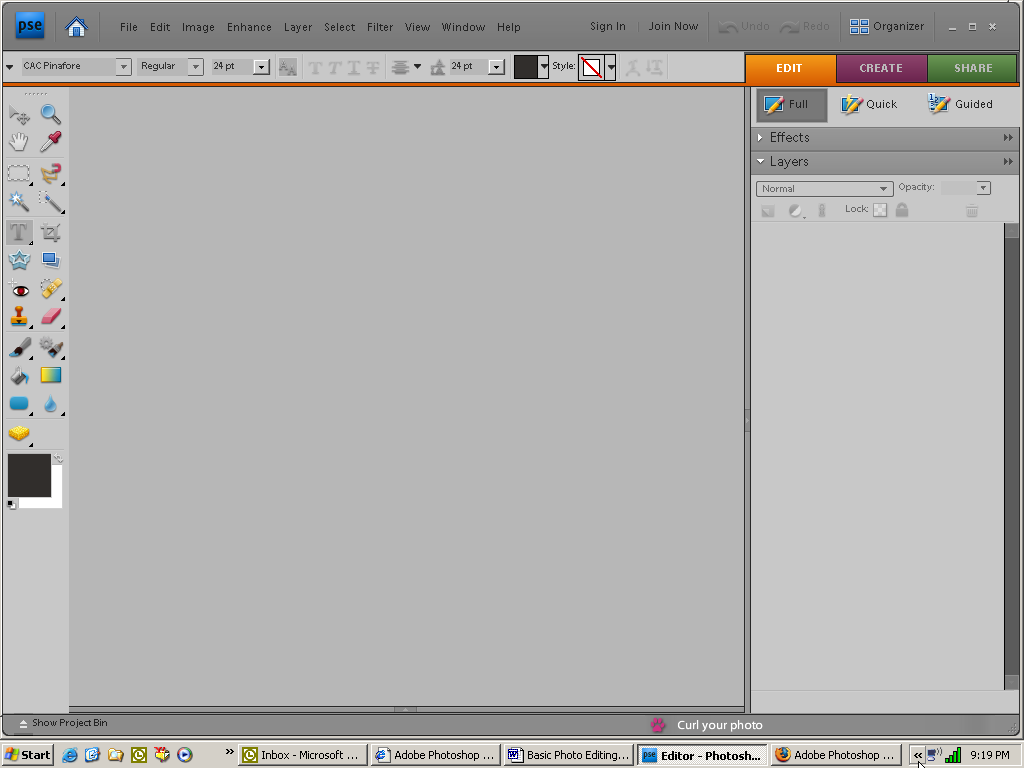 pse File Edit Image Enhance Layer Select Filter View Window Help Sign In Join Now Undo Redo Organizer
CAC Pinafore Regular 24 pt 24 pt Style: EDIT CREATE SHARE
Full Quick Guided
Effects
Layers
Normal Opacity:
Lock:
Show Project Bin Curl your photo
Start Inbox - Microsoft ... Adobe Photoshop ... Basic Photo Editing... pse Editor - Photosh... Adobe Photoshop ... 9:19 PM